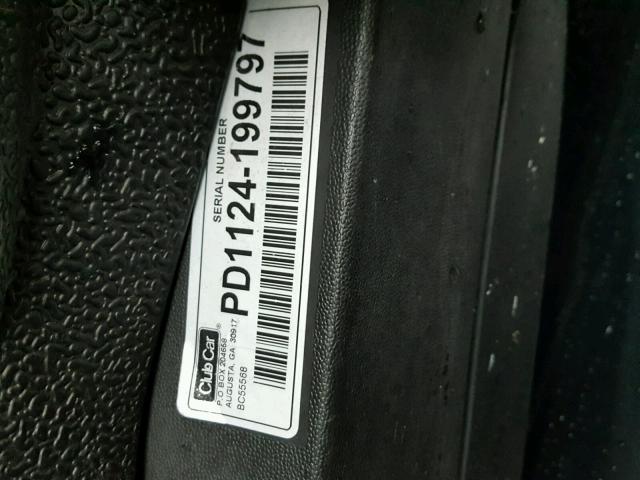 SERIAL NUMBER
PD1124-199797
Club Car®
P.O BOX 204658
AUGUSTA, GA. 30917
BC55568